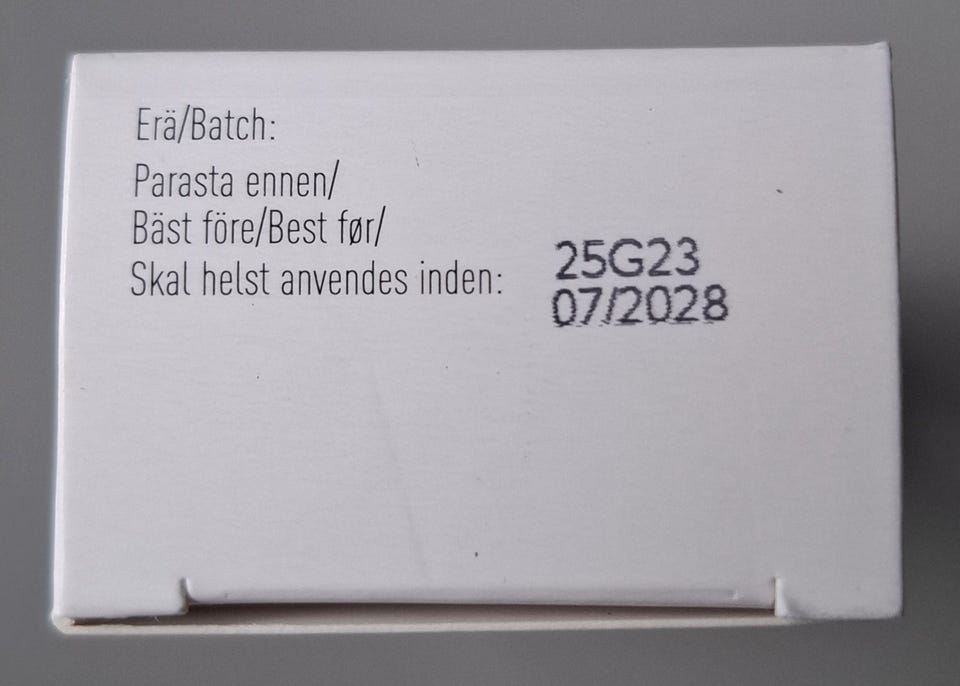 Erä/Batch:
Parasta ennen/
Bäst före/Best før/
Skal helst anvendes inden:
25G23
07/2028